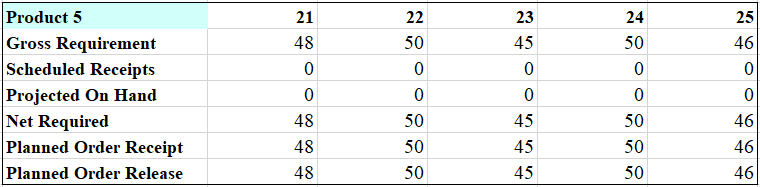 Product 5 21 22 23 24 25
Gross Requirement 48 50 45 50 46
Scheduled Receipts 0 0 0 0 0
Projected On Hand 0 0 0 0 0
Net Required 48 50 45 50 46
Planned Order Receipt 48 50 45 50 46
Planned Order Release 48 50 45 50 46